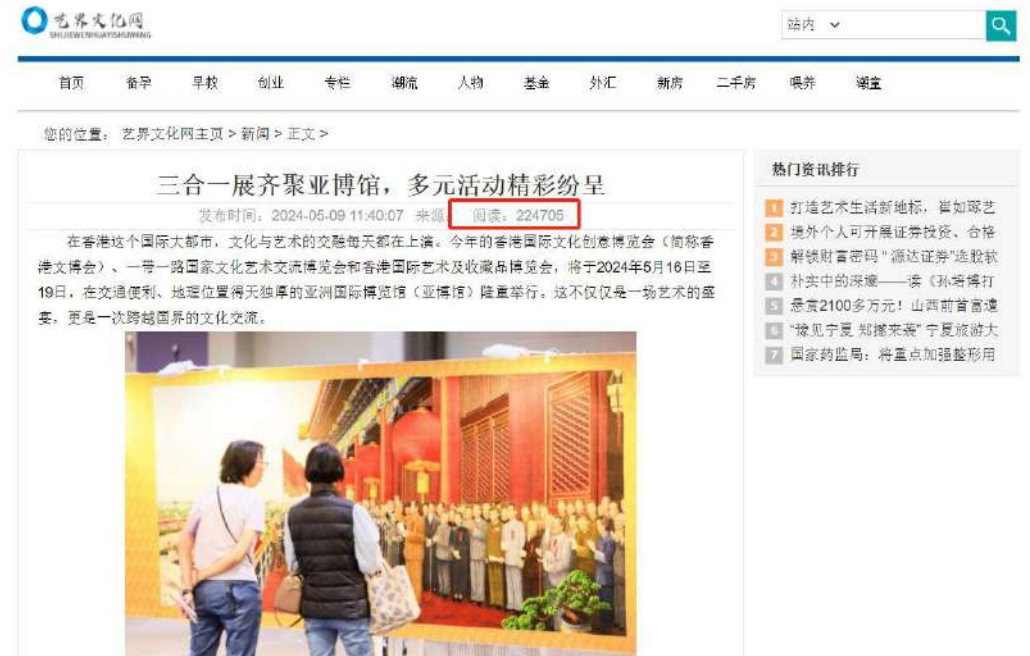 艺界文化网
SHIJIEWENHUAYISHUWANG
站内
首页 备孕 早教 创业 专栏 潮流 人物 基金 外汇 新房 二手房 喂养 潮童
您的位置： 艺界文化网主页 > 新闻 > 正文 >
三合一展齐聚亚博馆，多元活动精彩纷呈
发布时间：2024-05-09 11:40:07 来源 阅读：224705
在香港这个国际大都市，文化与艺术的交融每天都在上演。今年的香港国际文化创意博览会（简称香
港文博会）、一带一路国家文化艺术交流博览会和香港国际艺术及收藏品博览会，将于2024年5月16日至
19日，在交通便利、地理位置得天独厚的亚洲国际博览馆（亚博馆）隆重举行。这不仅仅是一场艺术的盛
宴，更是一次跨越国界的文化交流。
热门资讯排行
1 打造艺术生活新地标，崔如琢艺
2 境外个人可开展证券投资、合格
3 解锁财富密码"源达证券"选股软
4 朴实中的深邃——读《孙培博打
5 悬赏2100多万元！山西前首富遭
6 "豫见宁夏 郑撼来袭"宁夏旅游大
7 国家药监局：将重点加强整形用